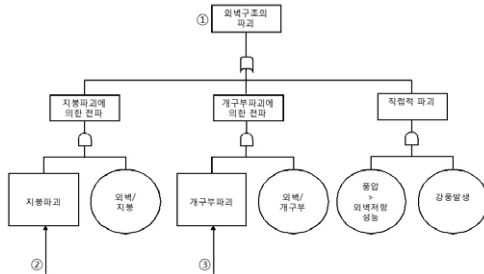 ①
외벽구조의
파괴
지붕파괴에
의한 전파
개구부파괴에
의한 전파
직접적 파괴
지붕파괴
외벽/
지붕
개구부파괴
외벽/
개구부
풍압
>
외벽저항
성능
강풍발생
②
③